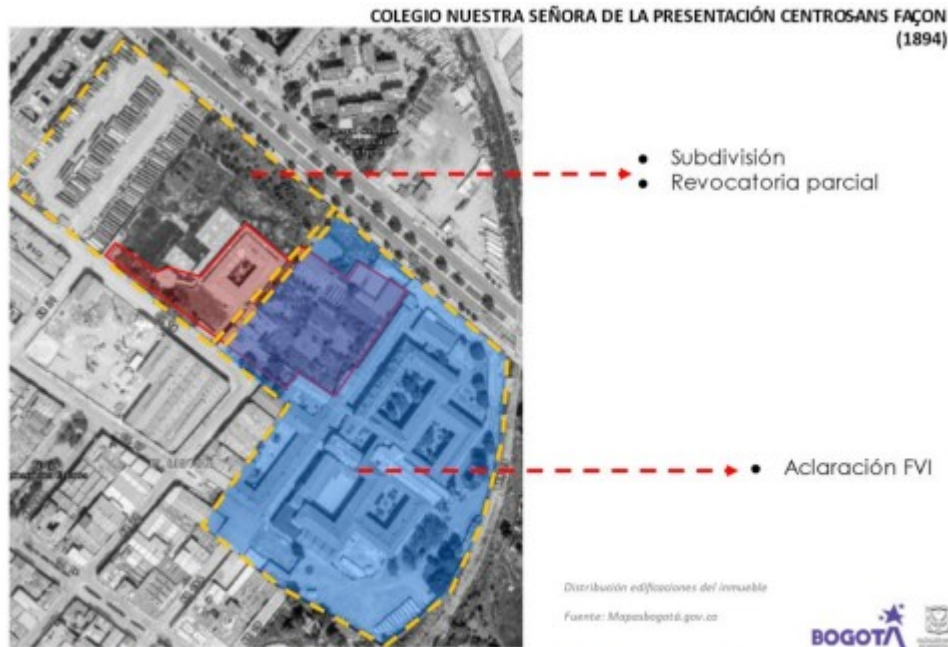 COLEGIO NUESTRA SEÑORA DE LA PRESENTACIÓN CENTROSANS FAÇON
(1894)
• Subdivisión
• Revocatoria parcial
• Aclaración FVI
Distribución edificaciones del inmueble
Fuente: Mapasbogotá.gov.co
BOGOTÁ